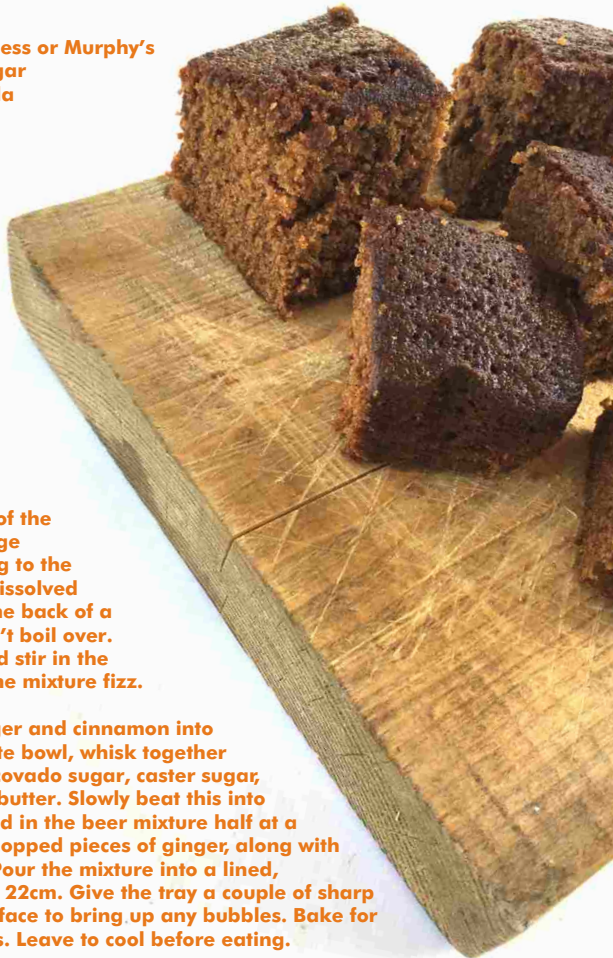 ess or Murphy's
gar
la
of the
ge
g to the
issolved
he back of a
't boil over.
d stir in the
he mixture fizz.
ger and cinnamon into
te bowl, whisk together
covado sugar, caster sugar,
butter. Slowly beat this into
d in the beer mixture half at a
opped pieces of ginger, along with
Pour the mixture into a lined,
22cm. Give the tray a couple of sharp
face to bring up any bubbles. Bake for
s. Leave to cool before eating.